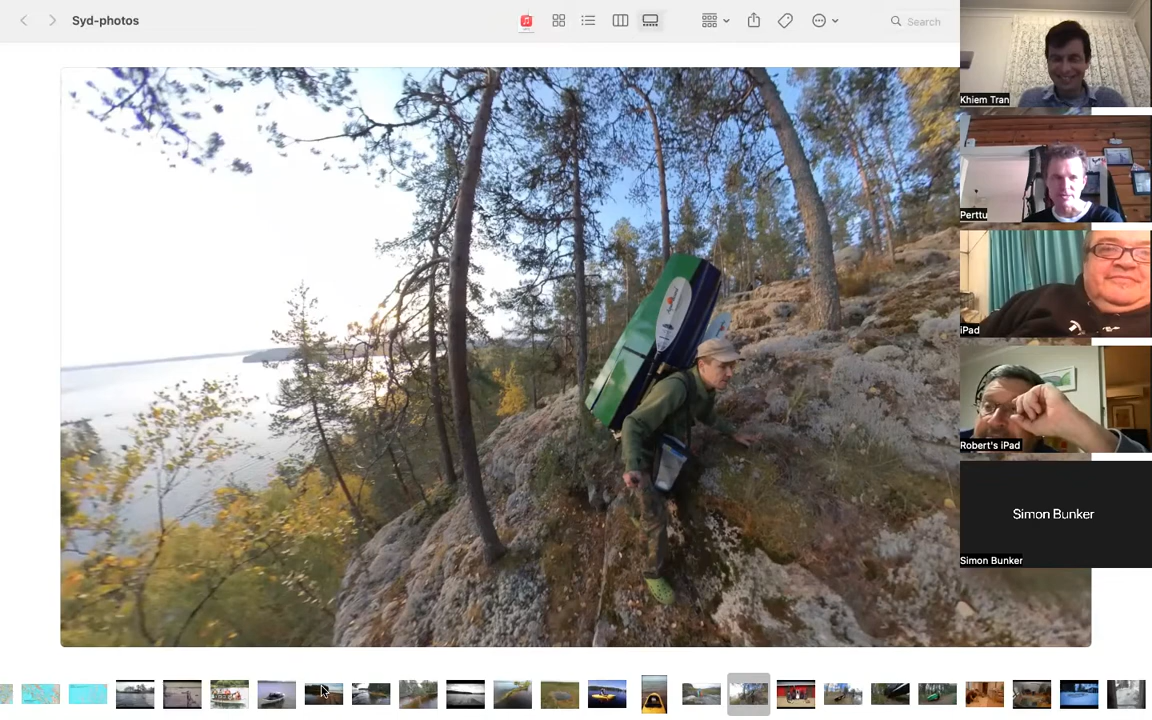 Syd-photos
Search
Khiem Tran
Perttu
iPad
Robert's iPad
Simon Bunker
Simon Bunker